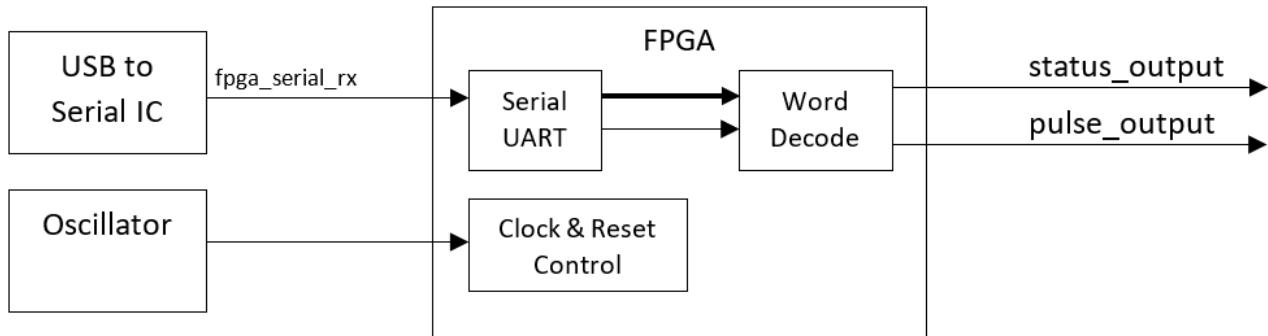 FPGA
USB to
Serial IC
fpga_serial_rx
Serial
UART
Word
Decode
status_output
pulse_output
Oscillator
Clock & Reset
Control